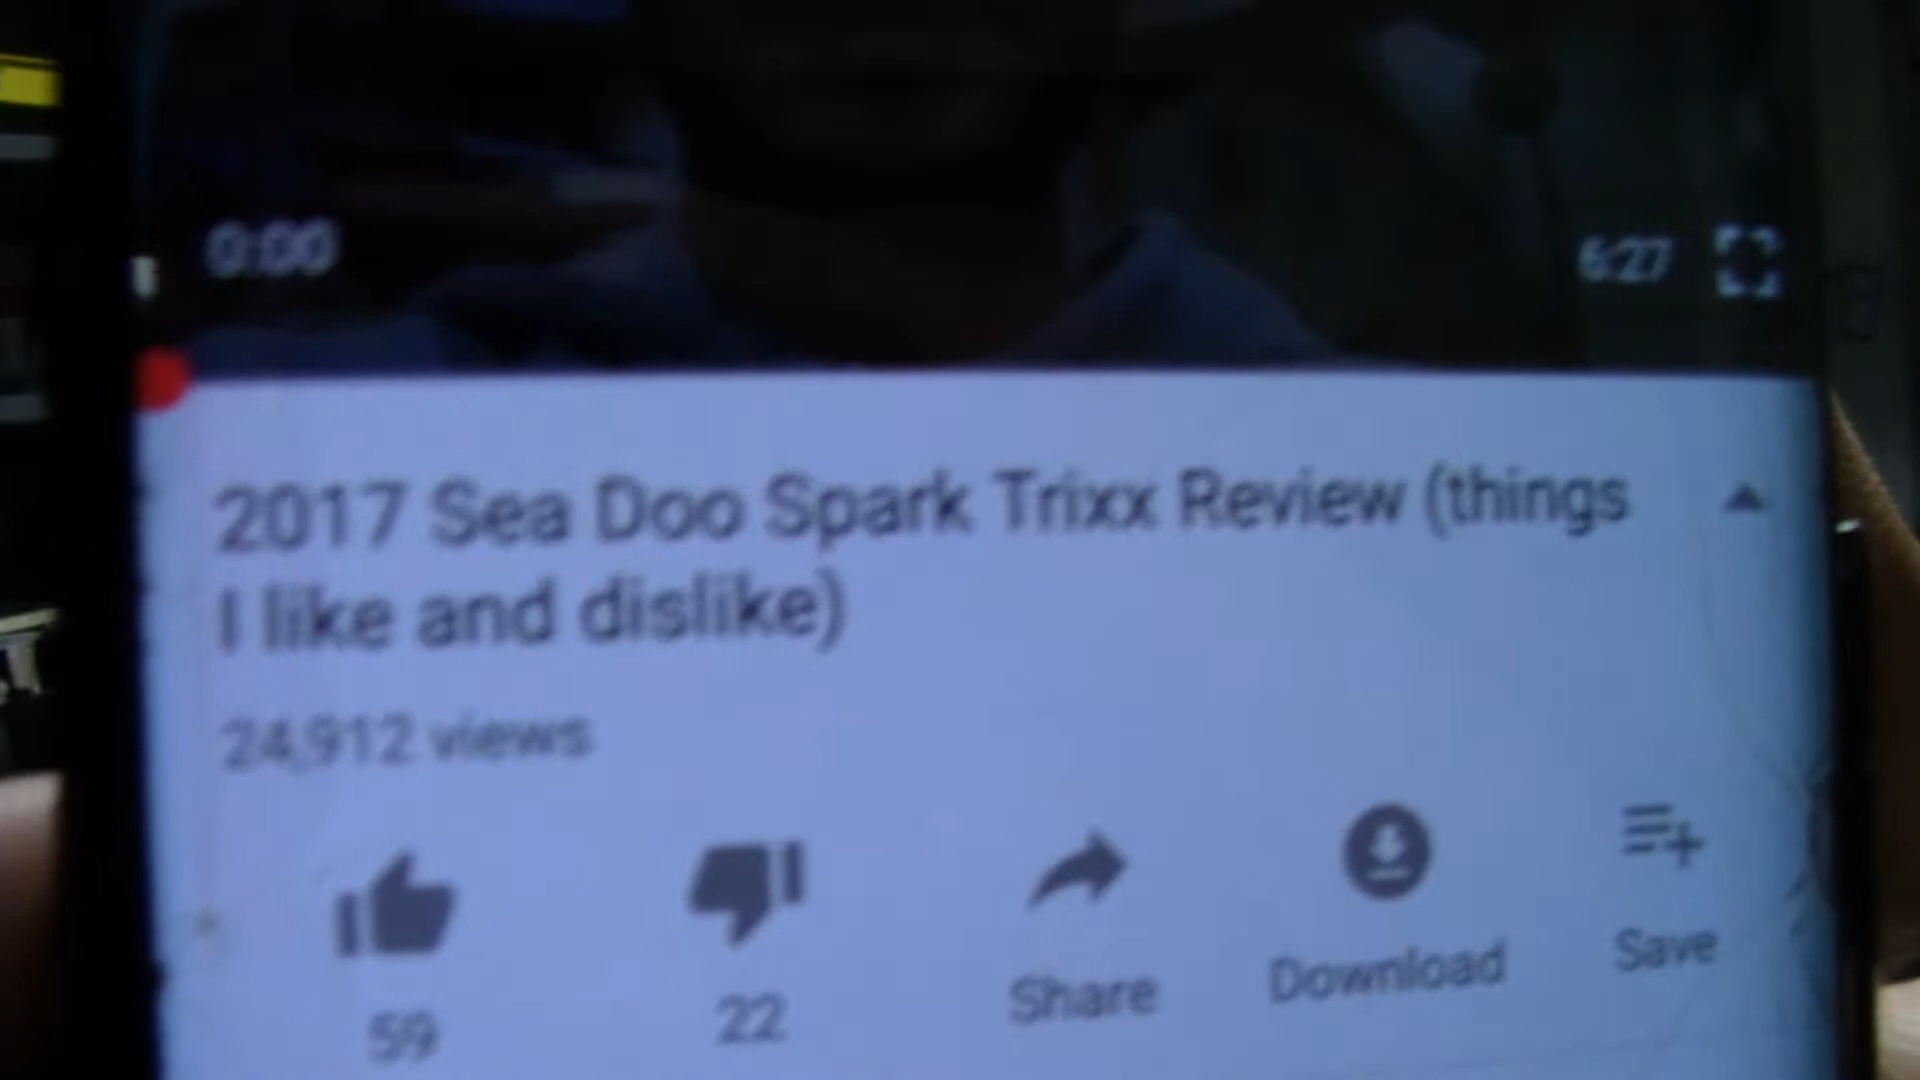 0:00
6:27
2017 Sea Doo Spark Trixx Review (things
I like and dislike)
24,912 views
59
22
Share
Download
Save